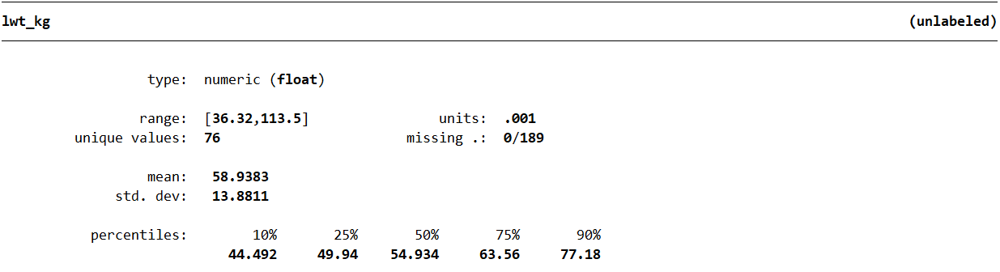 lwt_kg (unlabeled)
type: numeric (float)
range: [36.32,113.5] units: .001
unique values: 76 missing .: 0/189
mean: 58.9383
std. dev: 13.8811
percentiles: 10% 25% 50% 75% 90%
44.492 49.94 54.934 63.56 77.18